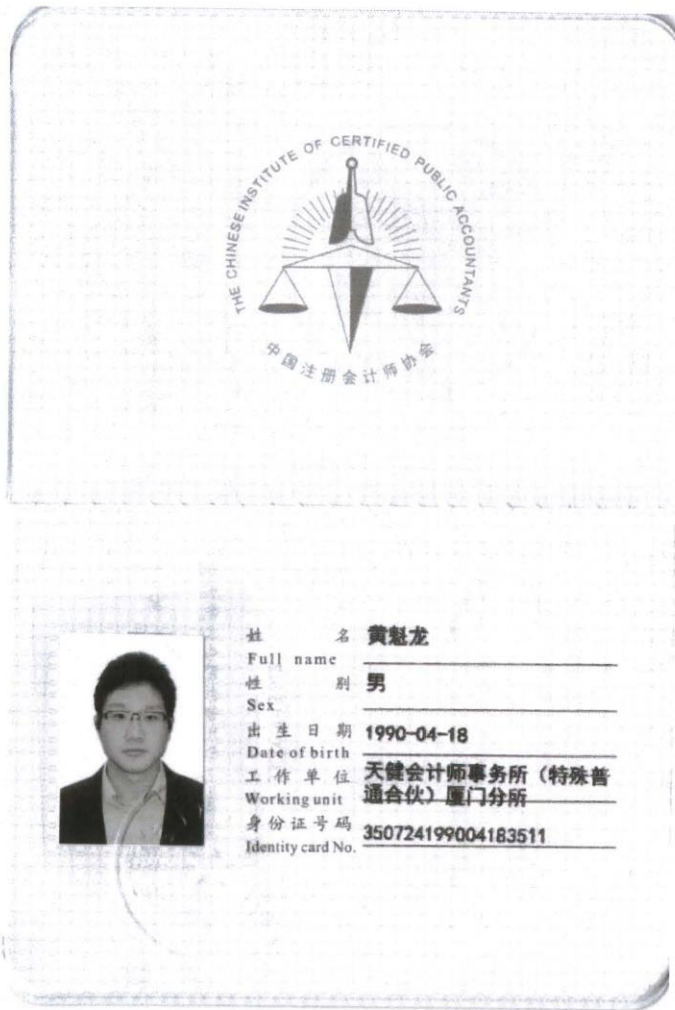 THE CHINESE INSTITUTE OF CERTIFIED PUBLIC ACCOUNTANTS
中国注册会计师协会
姓 名 黄魁龙
Full name
性 别 男
Sex
出生日期 1990-04-18
Date of birth
工作单位 天健会计师事务所（特殊普
Working unit 通合伙）厦门分所
身份证号码 350724199004183511
Identity card No.